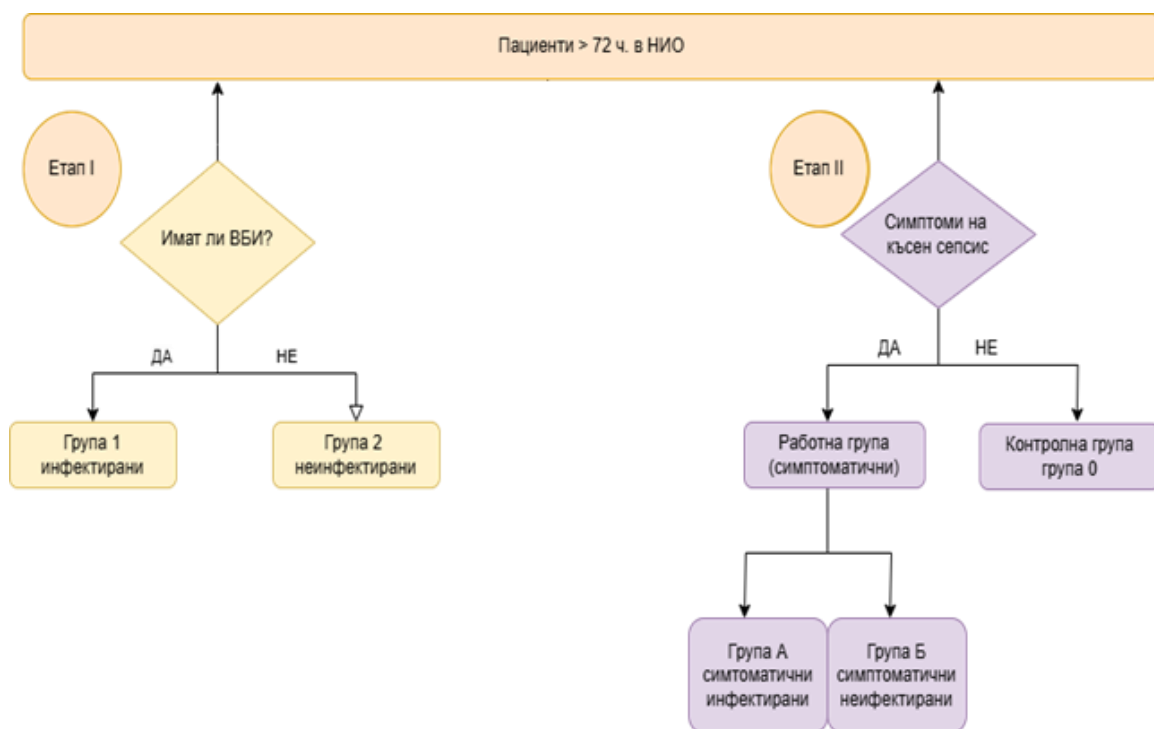 Пациенти > 72 ч. в НИО
Етап I
Имат ли ВБИ?
ДА
НЕ
Група 1
инфектирани
Група 2
неинфектирани
Етап II
Симптоми на
късен сепсис
ДА
НЕ
Работна група
(симптоматични)
Контролна група
група 0
Група А
симтоматични
инфектирани
Група Б
симптоматични
неифектирани